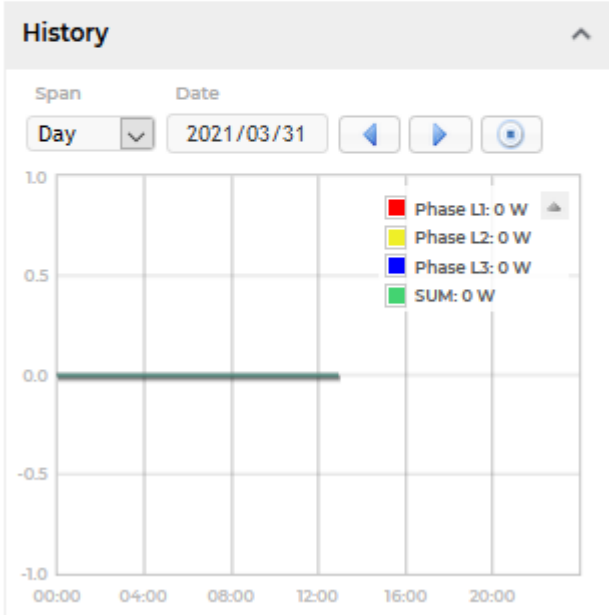 History
Span Date
Day 2021/03/31
1.0
Phase L1: 0 W
Phase L2: 0 W
0.5
Phase L3: 0 W
SUM: 0 W
0.0
-0.5
-1.0
00:00 04:00 08:00 12:00 16:00 20:00